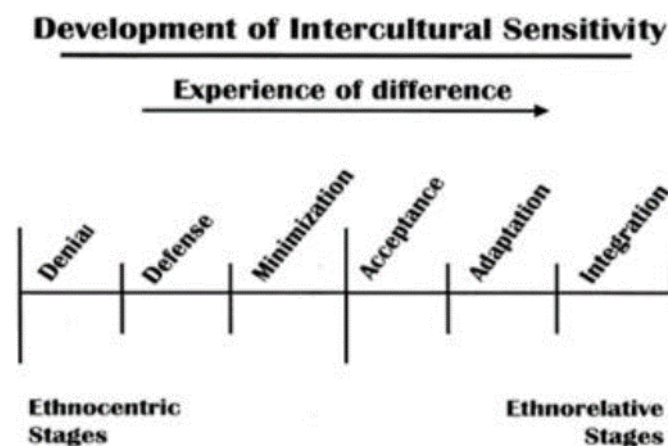 Development of Intercultural Sensitivity
Experience of difference
Denial
Defense
Minimization
Acceptance
Adaptation
Integration
Ethnocentric
Stages
Ethnorelative
Stages